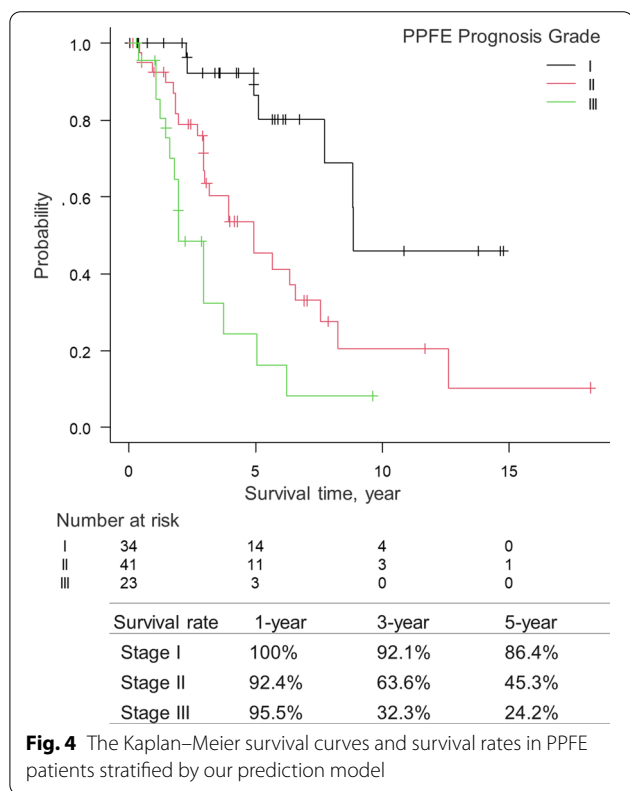 PPFE Prognosis Grade
I
II
III
1.0
0.8
. 0.6
0.4
0.2
0.0
Probability
0 5 10 15
Survival time, year
Number at risk
I 34 14 4 0
II 41 11 3 1
III 23 3 0 0
Survival rate 1-year 3-year 5-year
Stage I 100% 92.1% 86.4%
Stage II 92.4% 63.6% 45.3%
Stage III 95.5% 32.3% 24.2%
Fig. 4 The Kaplan–Meier survival curves and survival rates in PPFE
patients stratified by our prediction model